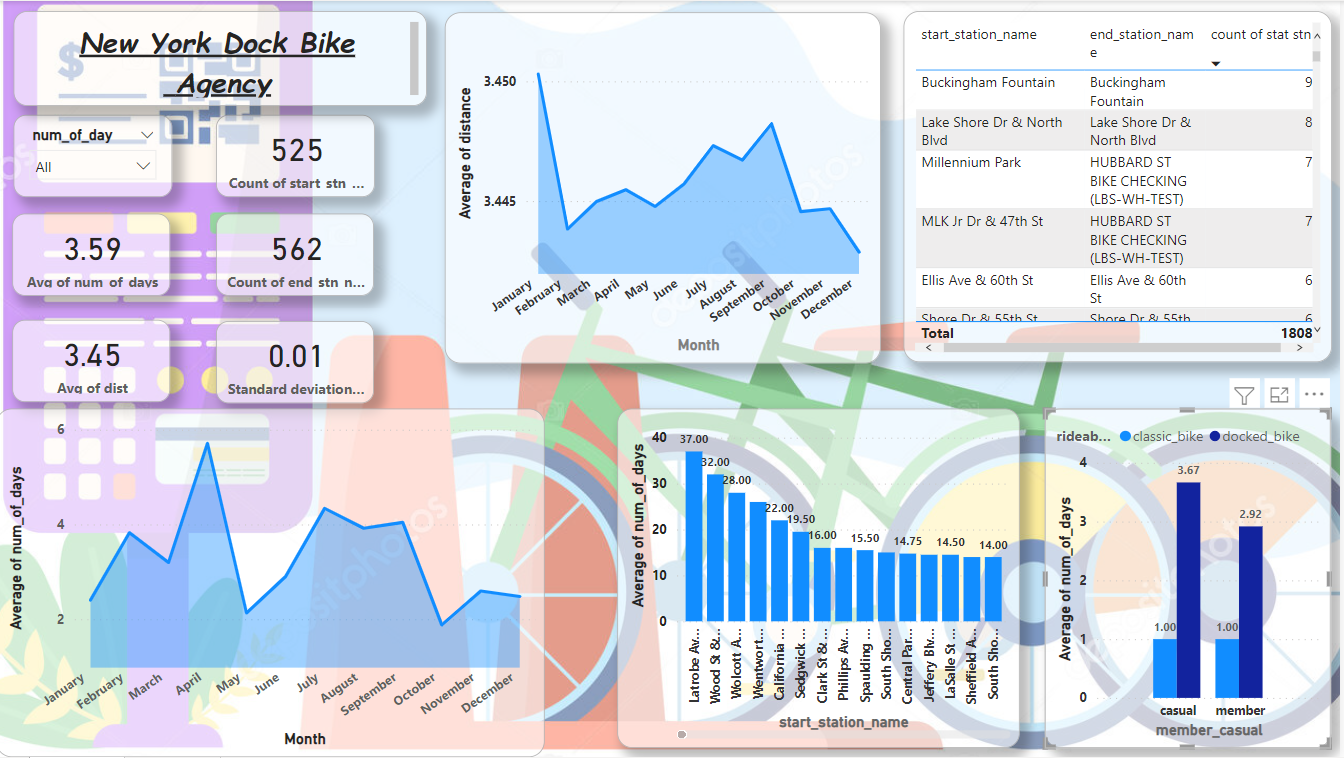 New York Dock Bike
Agency
num_of_day
All
525
Count of start stn ...
3.59
Avg of num of days
562
Count of end stn n...
3.45
Avg of dist
0.01
Standard deviation...
Average of distance
3.450
3.445
January
February
March
April
May
June
July
August
September
October
November
December
Month
start_station_name end_station_nam count of stat stn
e
Buckingham Fountain Buckingham 9
Fountain
Lake Shore Dr & North Lake Shore Dr & 8
Blvd North Blvd
Millennium Park HUBBARD ST 7
BIKE CHECKING
(LBS-WH-TEST)
MLK Jr Dr & 47th St HUBBARD ST 7
BIKE CHECKING
(LBS-WH-TEST)
Ellis Ave & 60th St Ellis Ave & 60th 6
St
Shore Dr & 55th St Shore Dr & 55th 6
Total 1808
Average of num_of_days
6
4
2
January
February
March
April
May
June
July
August
September
October
November
December
Month
Average of num_of_days
40
30
20
10
0
37.00
32.00
28.00
22.00
19.50
16.00
15.50
14.75
14.50
14.00
Latrobe Av...
Wood St &...
Wolcott A...
Wentworth...
California ...
Sedgwick ...
Clark St &...
Phillips Av...
Spaulding ...
South Sho...
Central Par...
Jeffery Blv...
LaSalle St ...
Sheffield A...
South Sho...
start_station_name
rideab... classic_bike docked_bike
Average of num_of_days
4
3
2
1
0
1.00
3.67
1.00
2.92
casual
member
member_casual